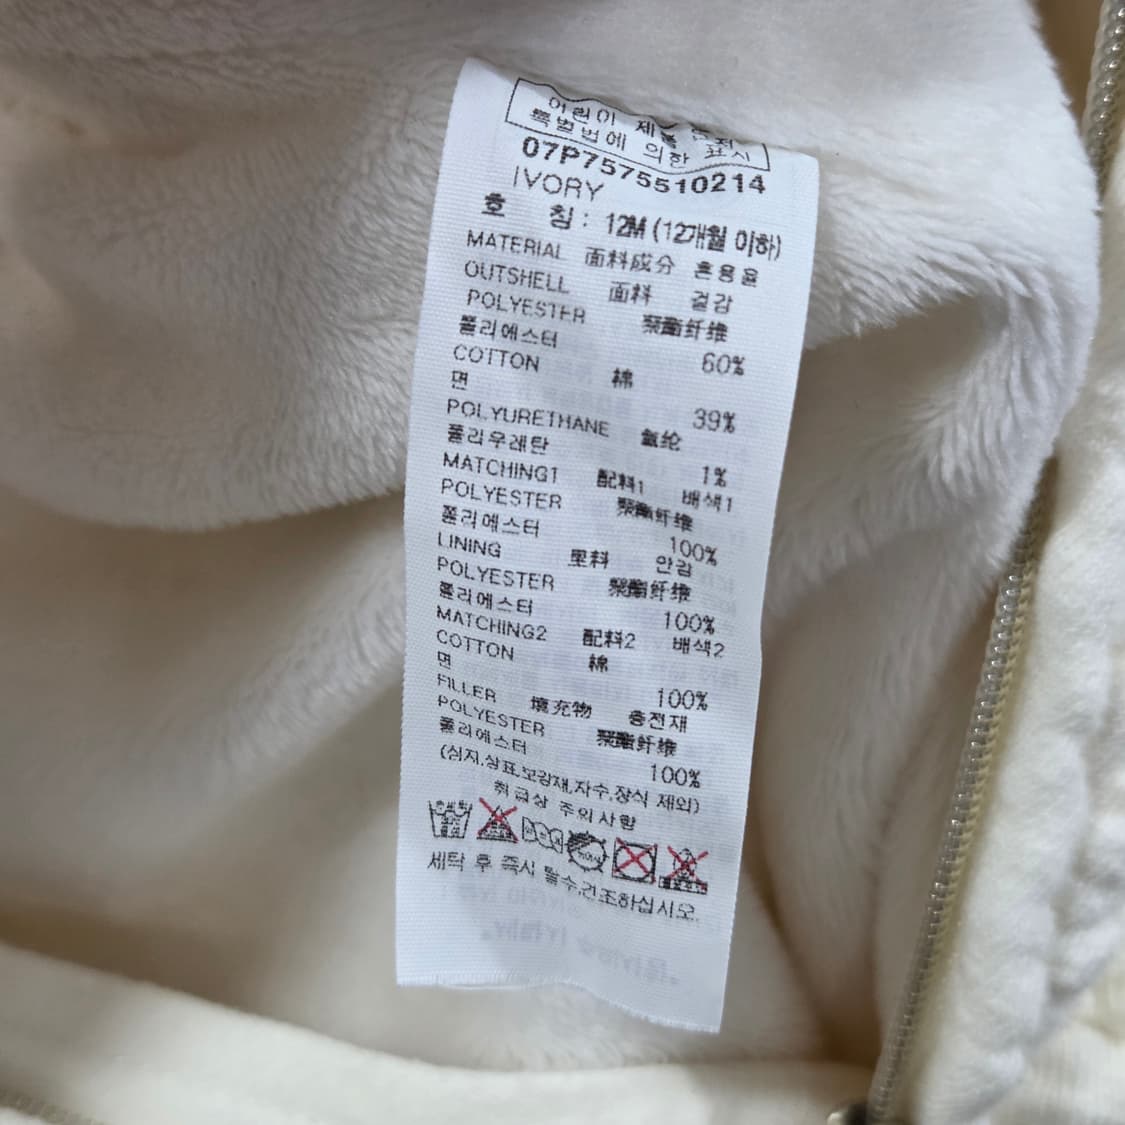 어린이 제품 안전
특별법에 의한 표시
07P7575510214
IVORY
호 칭 : 12M (12개월 이하)
MATERIAL 面料成分 혼용율
OUTSHELL 面料 겉감
POLYESTER 聚酯纤维
폴리에스터 60%
COTTON 棉
면 39%
POLYURETHANE 氨纶
폴리우레탄 1%
MATCHING1 配料1 배색1
POLYESTER 聚酯纤维
폴리에스터 100%
LINING 里料 안감
POLYESTER 聚酯纤维
폴리에스터 100%
MATCHING2 配料2 배색2
COTTON 棉
면 100%
FILLER 填充物 충전재
POLYESTER 聚酯纤维
폴리에스터 100%
(심지,상표,보강재,자수,장식 제외)
취급상 주의사항
세탁 후 즉시 탈수,건조하십시오.